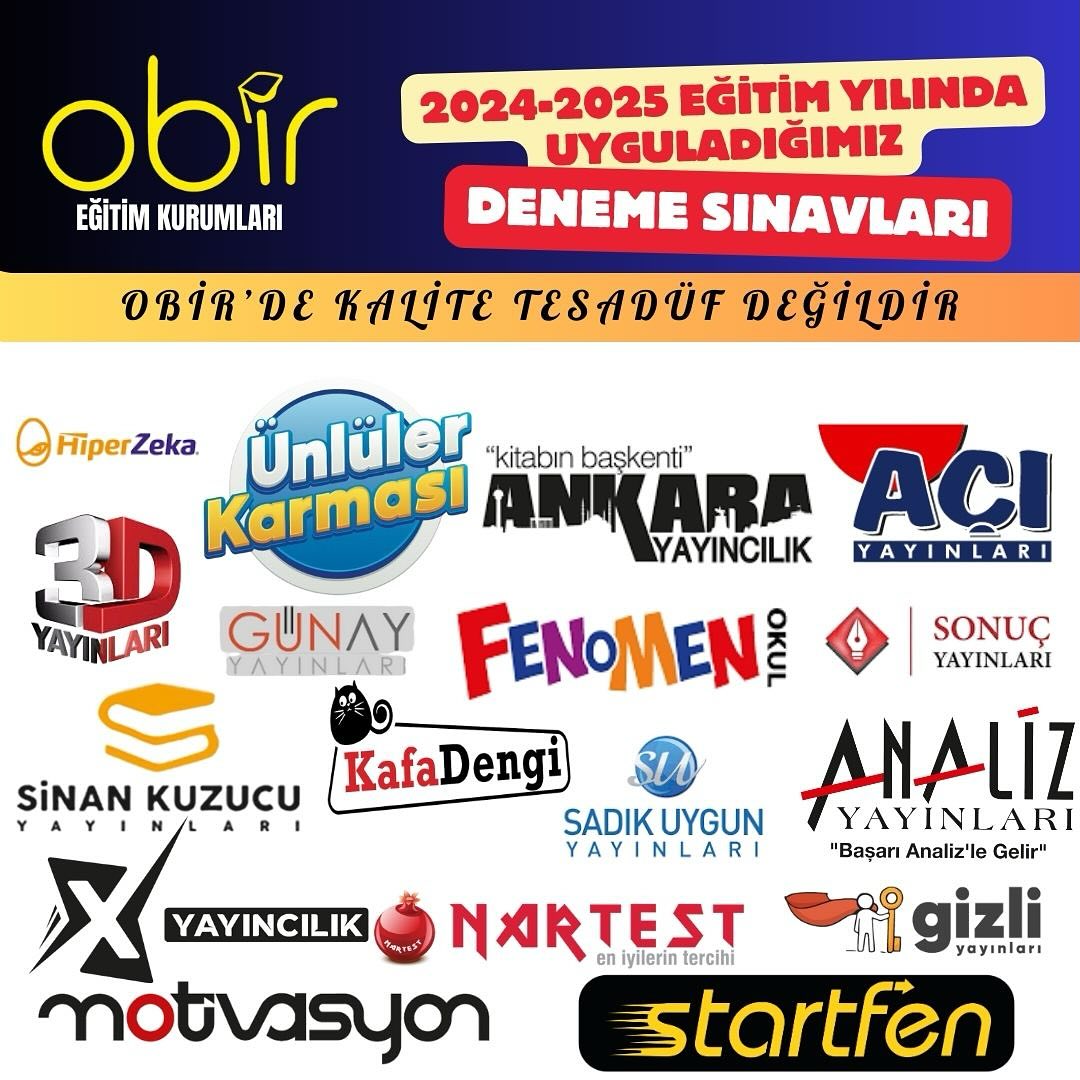 obir
EĞİTİM KURUMLARI
2024-2025 EĞİTİM YILINDA
UYGULADIĞIMIZ
DENEME SINAVLARI
OBİR'DE KALİTE TESADÜF DEĞİLDİR
HiperZeka
Ünlüler
Karması
"kitabın başkenti"
ANKARA
YAYINCILIK
AÇI
YAYINLARI
3D
YAYINLARI
GÜNAY
YAYINLARI
FENOMEN
OKUL
SONUÇ
YAYINLARI
SiNAN KUZUCU
YAYINLARI
KafaDengi
su
SADIK UYGUN
YAYINLARI
ANALİZ
YAYINLARI
"Başarı Analiz'le Gelir"
X YAYINCILIK
NARTEST
NARTEST
en iyilerin tercihi
gizli
yayınları
motivasyon
startfen